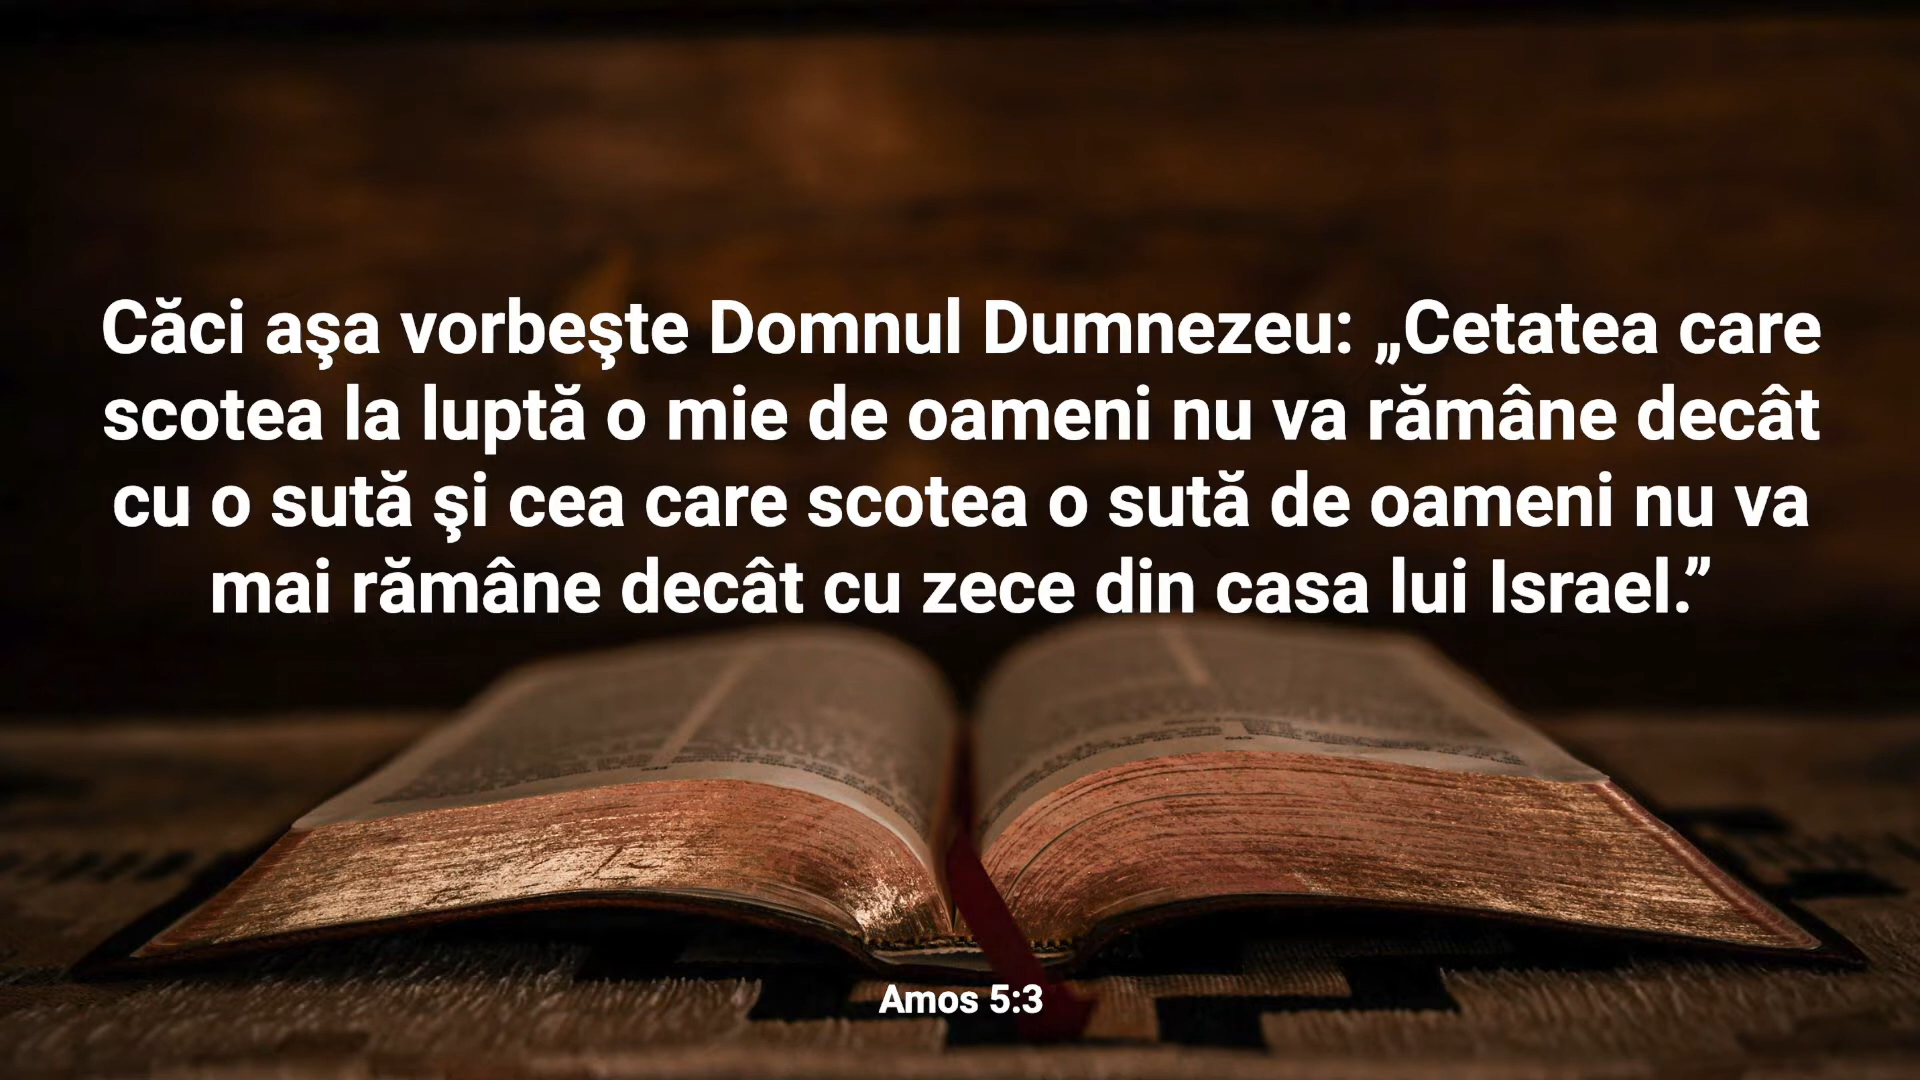 Căci aşa vorbeşte Domnul Dumnezeu: „Cetatea care
scotea la luptă o mie de oameni nu va rămâne decât
cu o sută şi cea care scotea o sută de oameni nu va
mai rămâne decât cu zece din casa lui Israel.”
Amos 5:3